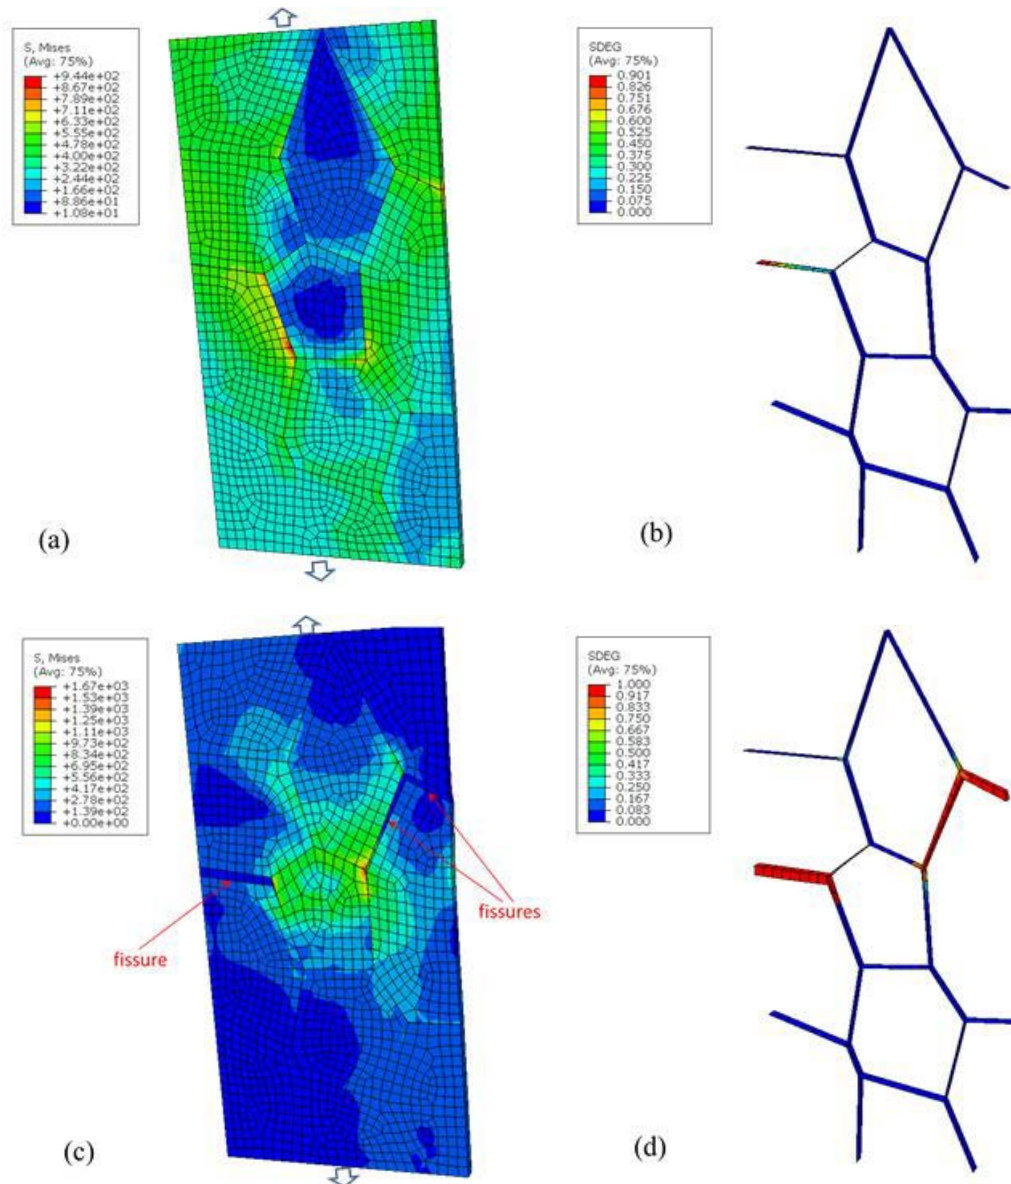 S, Mises
(Avg: 75%)
+9.44e+02
+8.67e+02
+7.89e+02
+7.11e+02
+6.33e+02
+5.55e+02
+4.78e+02
+4.00e+02
+3.22e+02
+2.44e+02
+1.66e+02
+8.86e+01
+1.08e+01
(a)
SDEG
(Avg: 75%)
0.901
0.826
0.751
0.676
0.600
0.525
0.450
0.375
0.300
0.225
0.150
0.075
0.000
(b)
S, Mises
(Avg: 75%)
+1.67e+03
+1.53e+03
+1.39e+03
+1.25e+03
+1.11e+03
+9.73e+02
+8.34e+02
+6.95e+02
+5.56e+02
+4.17e+02
+2.78e+02
+1.39e+02
+0.00e+00
fissure
fissures
(c)
SDEG
(Avg: 75%)
1.000
0.917
0.833
0.750
0.667
0.583
0.500
0.417
0.333
0.250
0.167
0.083
0.000
(d)